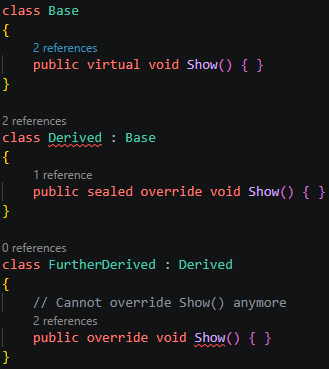 class Base
{
2 references
public virtual void Show() { }
}
2 references
class Derived : Base
{
1 reference
public sealed override void Show() { }
}
0 references
class FurtherDerived : Derived
{
// Cannot override Show() anymore
2 references
public override void Show() { }
}